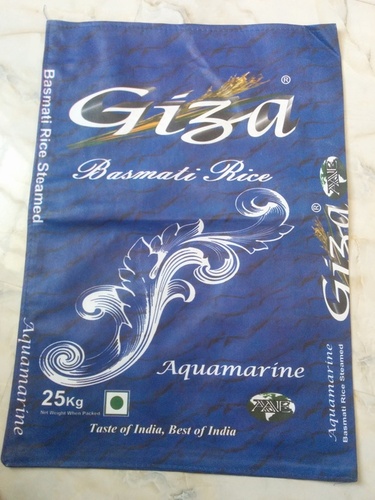 Giza®
Basmati Rice
Aquamarine
25Kg
Net Weight When Packed
Taste of India, Best of India
Basmati Rice Steamed
Aquamarine
Giza®
Aquamarine
Basmati Rice Steamed